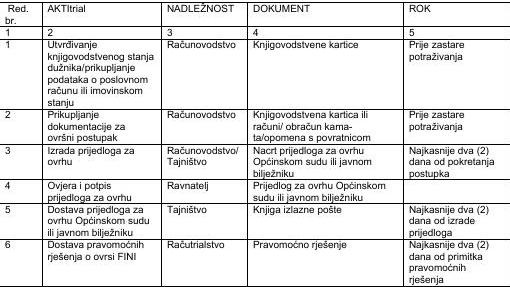 Red. br. | AKTItrial | NADLEŽNOST | DOKUMENT | ROK
1 | 2 | 3 | 4 | 5
1 | Utvrđivanje | Računovodstvo | Knjigovodstvene kartice | Prije zastare
knjigovodstvenog stanja | potraživanja
dužnika/prikupljanje
podataka o poslovnom
računu ili imovinskom
stanju
2 | Prikupljanje | Računovodstvo | Knjigovodstvena kartica ili | Prije zastare
dokumentacije za | računi/ obračun kama- | potraživanja
ovršni postupak | ta/opomena s povratnicom
3 | Izrada prijedloga za | Računovodstvo/ | Nacrt prijedloga za ovrhu | Najkasnije dva (2)
ovrhu | Tajništvo | Općinskom sudu ili javnom | dana od pokretanja
bilježniku | postupka
4 | Ovjera i potpis | Ravnatelj | Prijedlog za ovrhu Općinskom
prijedloga za ovrhu | sudu ili javnom bilježniku
5 | Dostava prijedloga za | Tajništvo | Knjiga izlazne pošte | Najkasnije dva (2)
ovrhu Općinskom sudu | dana od izrade
ili javnom bilježniku | prijedloga
6 | Dostava pravomoćnih | Račutrialstvo | Pravomoćno rješenje | Najkasnije dva (2)
rješenja o ovrsi FINI | dana od primitka
pravomoćnih
rješenja